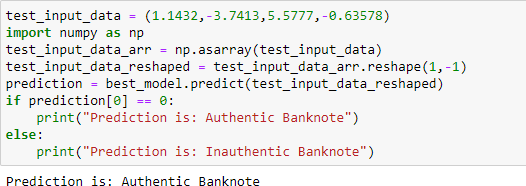 test_input_data = (1.1432,-3.7413,5.5777,-0.63578)
import numpy as np
test_input_data_arr = np.asarray(test_input_data)
test_input_data_reshaped = test_input_data_arr.reshape(1,-1)
prediction = best_model.predict(test_input_data_reshaped)
if prediction[0] == 0:
    print("Prediction is: Authentic Banknote")
else:
    print("Prediction is: Inauthentic Banknote")
Prediction is: Authentic Banknote